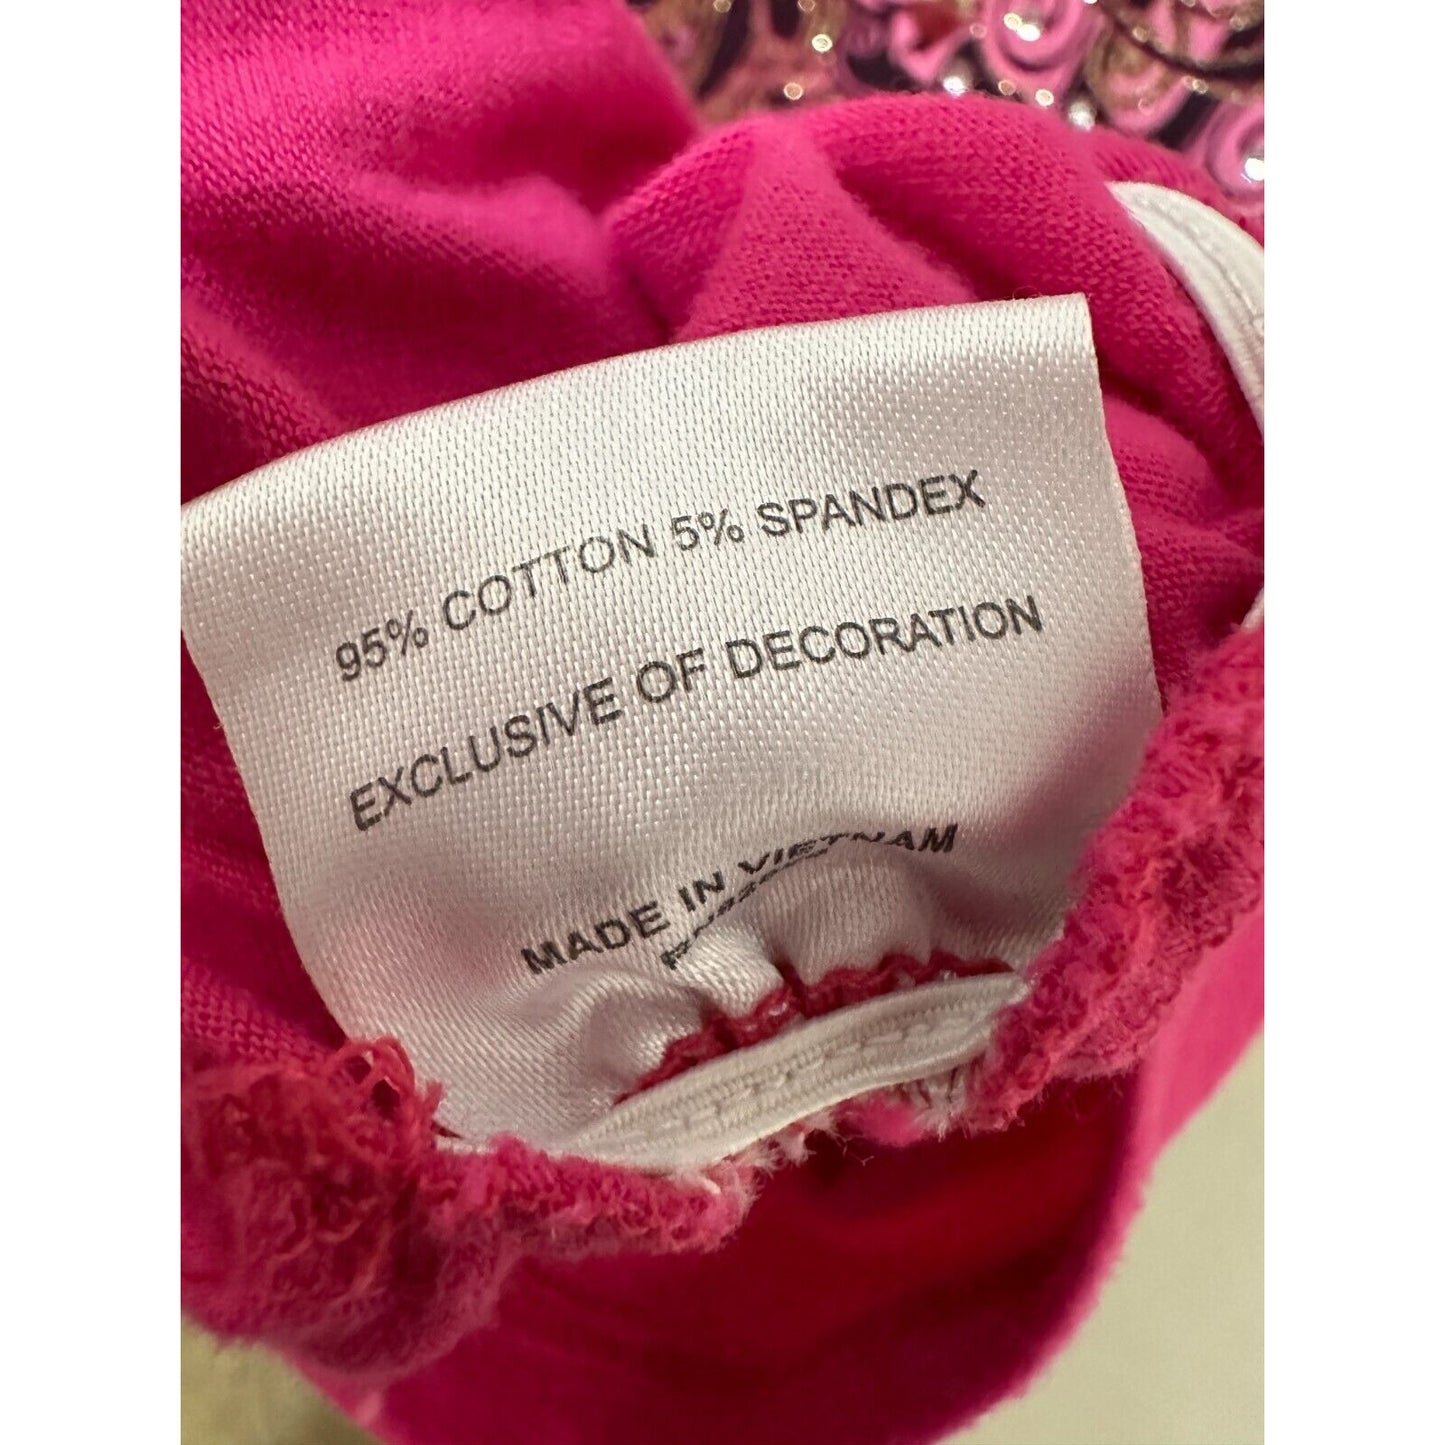 95% COTTON 5% SPANDEX
EXCLUSIVE OF DECORATION
MADE IN VIETNAM